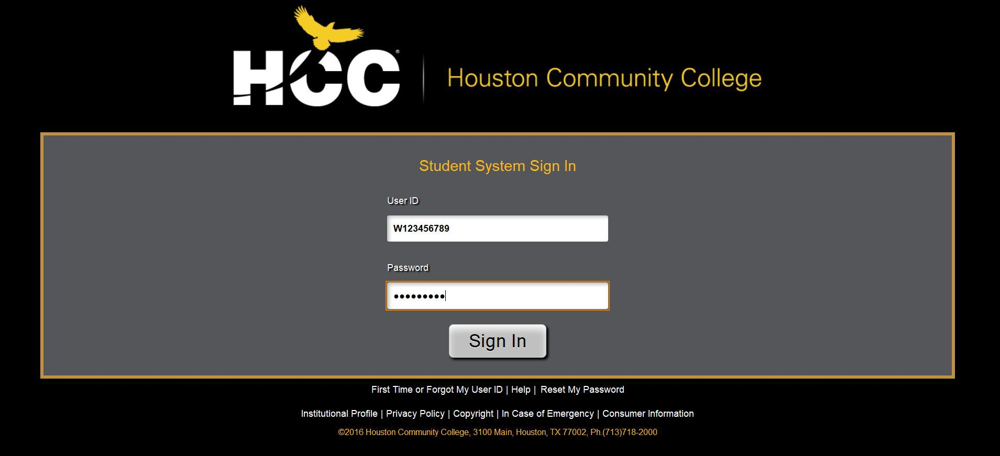 HCC®
Houston Community College
Student System Sign In
User ID
W123456789
Password
•••••••••
Sign In
First Time or Forgot My User ID | Help | Reset My Password
Institutional Profile | Privacy Policy | Copyright | In Case of Emergency | Consumer Information
©2016 Houston Community College, 3100 Main, Houston, TX 77002, Ph.(713)718-2000